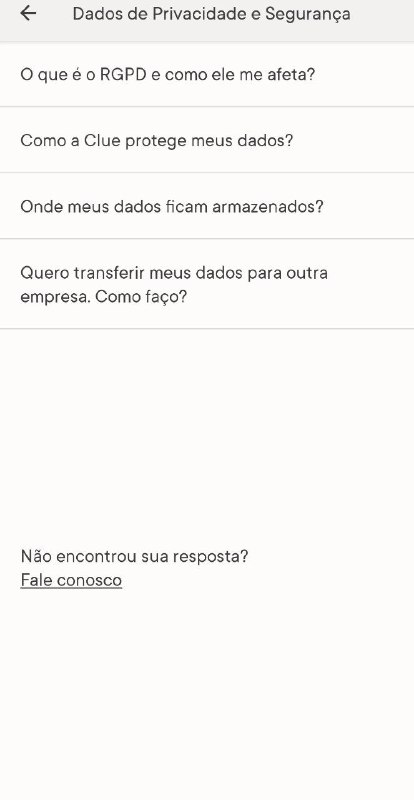 Dados de Privacidade e Segurança
O que é o RGPD e como ele me afeta?
Como a Clue protege meus dados?
Onde meus dados ficam armazenados?
Quero transferir meus dados para outra
empresa. Como faço?
Não encontrou sua resposta?
Fale conosco